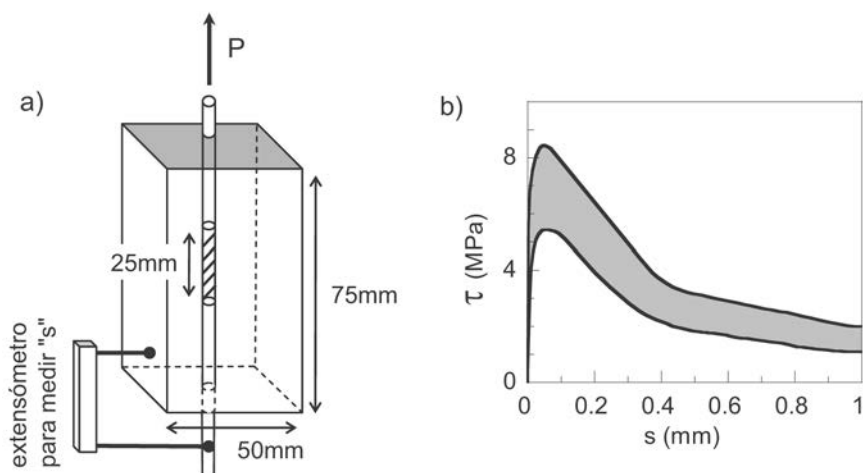 a)
P
25mm
75mm
50mm
extensómetro
para medir "s"
b)
8
4
0
τ (MPa)
0 0.2 0.4 0.6 0.8 1
s (mm)